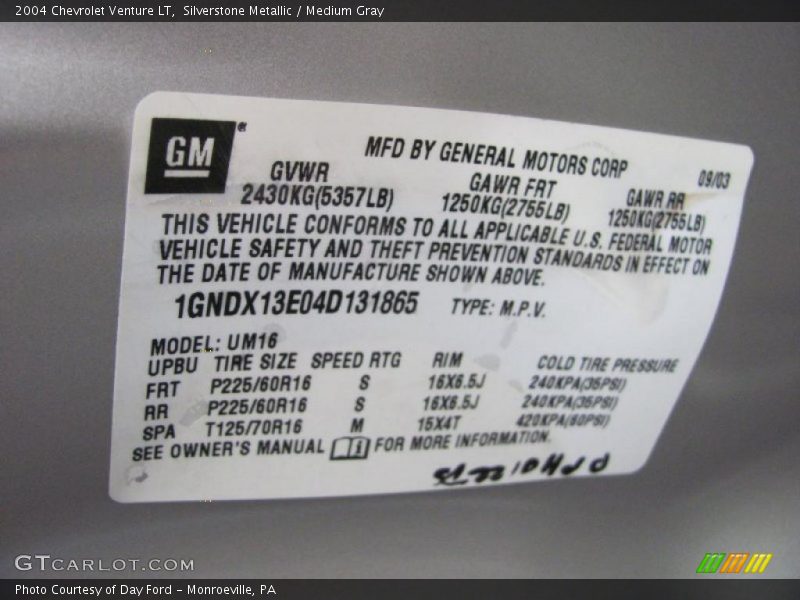 2004 Chevrolet Venture LT,  Silverstone Metallic / Medium Gray
GM®
MFD BY GENERAL MOTORS CORP 09/03
GVWR GAWR FRT GAWR RR
2430KG(5357LB) 1250KG(2755LB) 1250KG(2755LB)
THIS VEHICLE CONFORMS TO ALL APPLICABLE U.S. FEDERAL MOTOR
VEHICLE SAFETY AND THEFT PREVENTION STANDARDS IN EFFECT ON
THE DATE OF MANUFACTURE SHOWN ABOVE.
1GNDX13E04D131865 TYPE: M.P.V.
MODEL: UM16
UPBU TIRE SIZE SPEED RTG RIM COLD TIRE PRESSURE
FRT P225/60R16 S 16X6.5J 240KPA(35PSI)
RR P225/60R16 S 16X6.5J 240KPA(35PSI)
SPA T125/70R16 M 15X4T 420KPA(60PSI)
SEE OWNER'S MANUAL FOR MORE INFORMATION.
GTCARLOT.COM
Photo Courtesy of Day Ford – Monroeville, PA